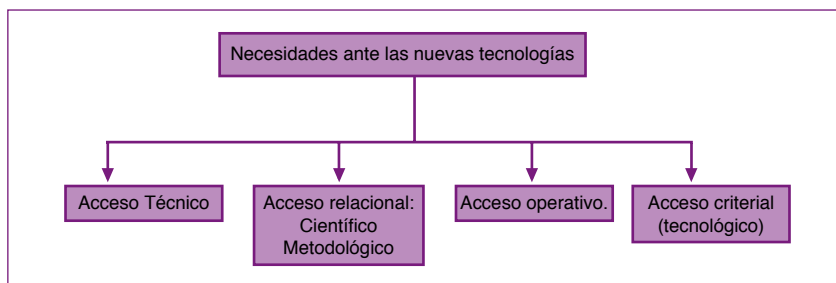 Necesidades ante las nuevas tecnologías
Acceso Técnico
Acceso relacional:
Científico
Metodológico
Acceso operativo.
Acceso criterial
(tecnológico)